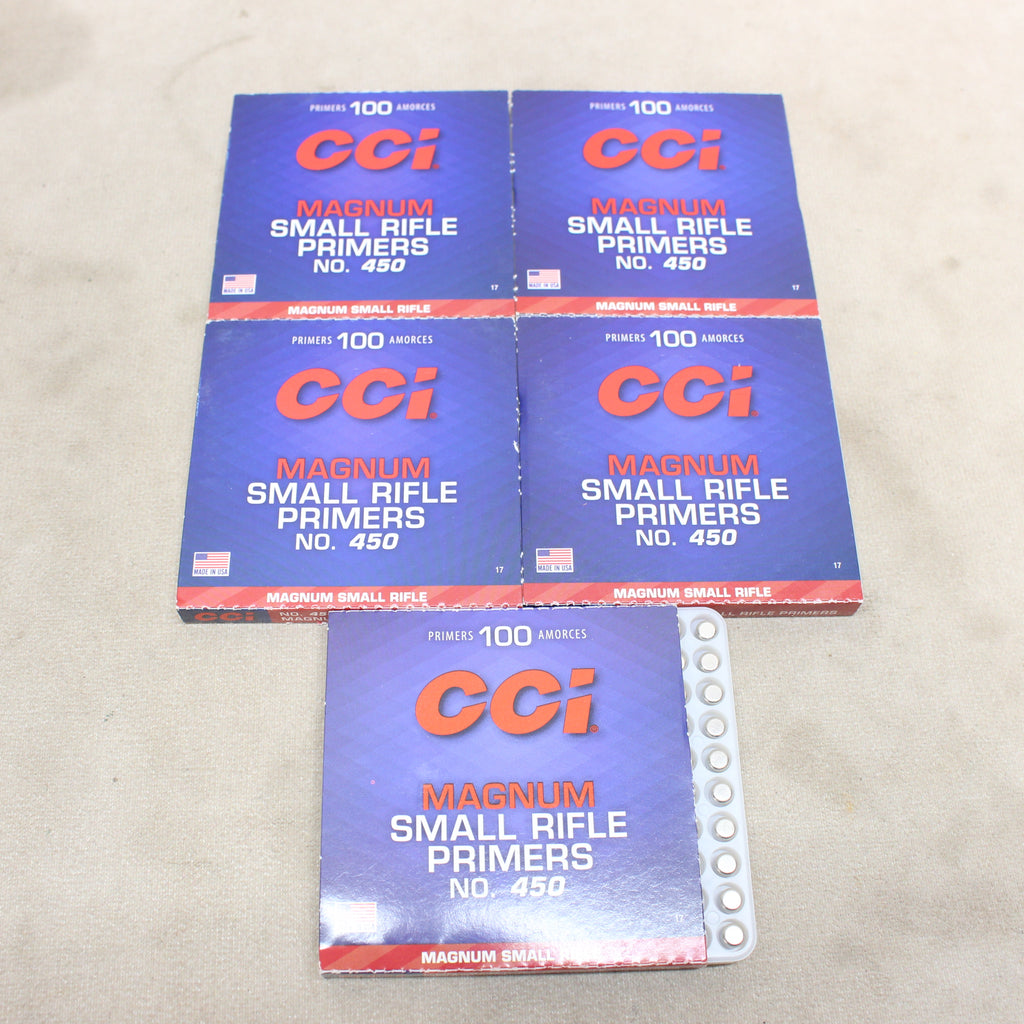 PRIMERS 100 AMORCES
CCi
MAGNUM
SMALL RIFLE
PRIMERS
NO. 450
MADE IN USA
17
MAGNUM SMALL RIFLE
PRIMERS 100 AMORCES
CCi
MAGNUM
SMALL RIFLE
PRIMERS
NO. 450
MADE IN USA
17
MAGNUM SMALL RIFLE
PRIMERS 100 AMORCES
CCi
MAGNUM
SMALL RIFLE
PRIMERS
NO. 450
MADE IN USA
17
MAGNUM SMALL RIFLE
CCi
PRIMERS 100 AMORCES
CCi
MAGNUM
SMALL RIFLE
PRIMERS
NO. 450
MADE IN USA
17
MAGNUM SMALL RIFLE
SMALL RIFLE PRIMERS
PRIMERS 100 AMORCES
CCi
MAGNUM
SMALL RIFLE
PRIMERS
NO. 450
17
MAGNUM SMALL